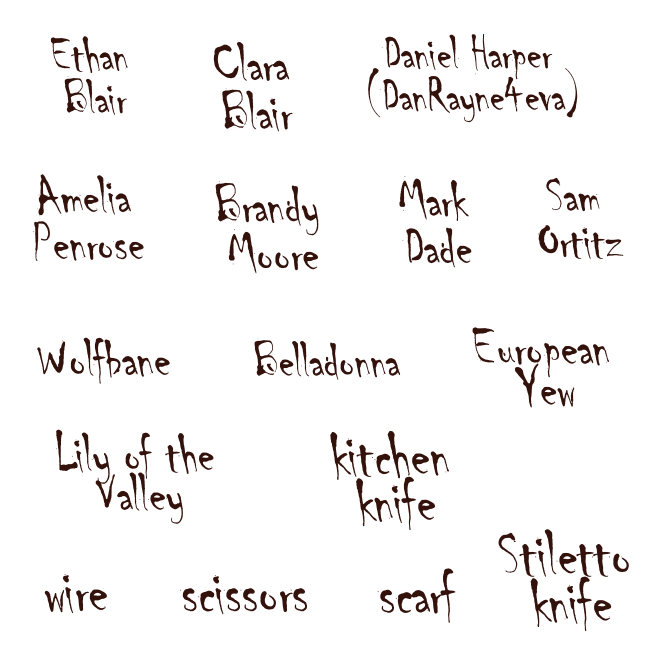 Ethan
Blair
Clara
Blair
Daniel Harper
(DanRayne4eva)
Amelia
Penrose
Brandy
Moore
Mark
Dade
Sam
Ortitz
Wolfbane
Belladonna
European
Yew
Lily of the
Valley
kitchen
knife
wire
scissors
scarf
Stiletto
knife